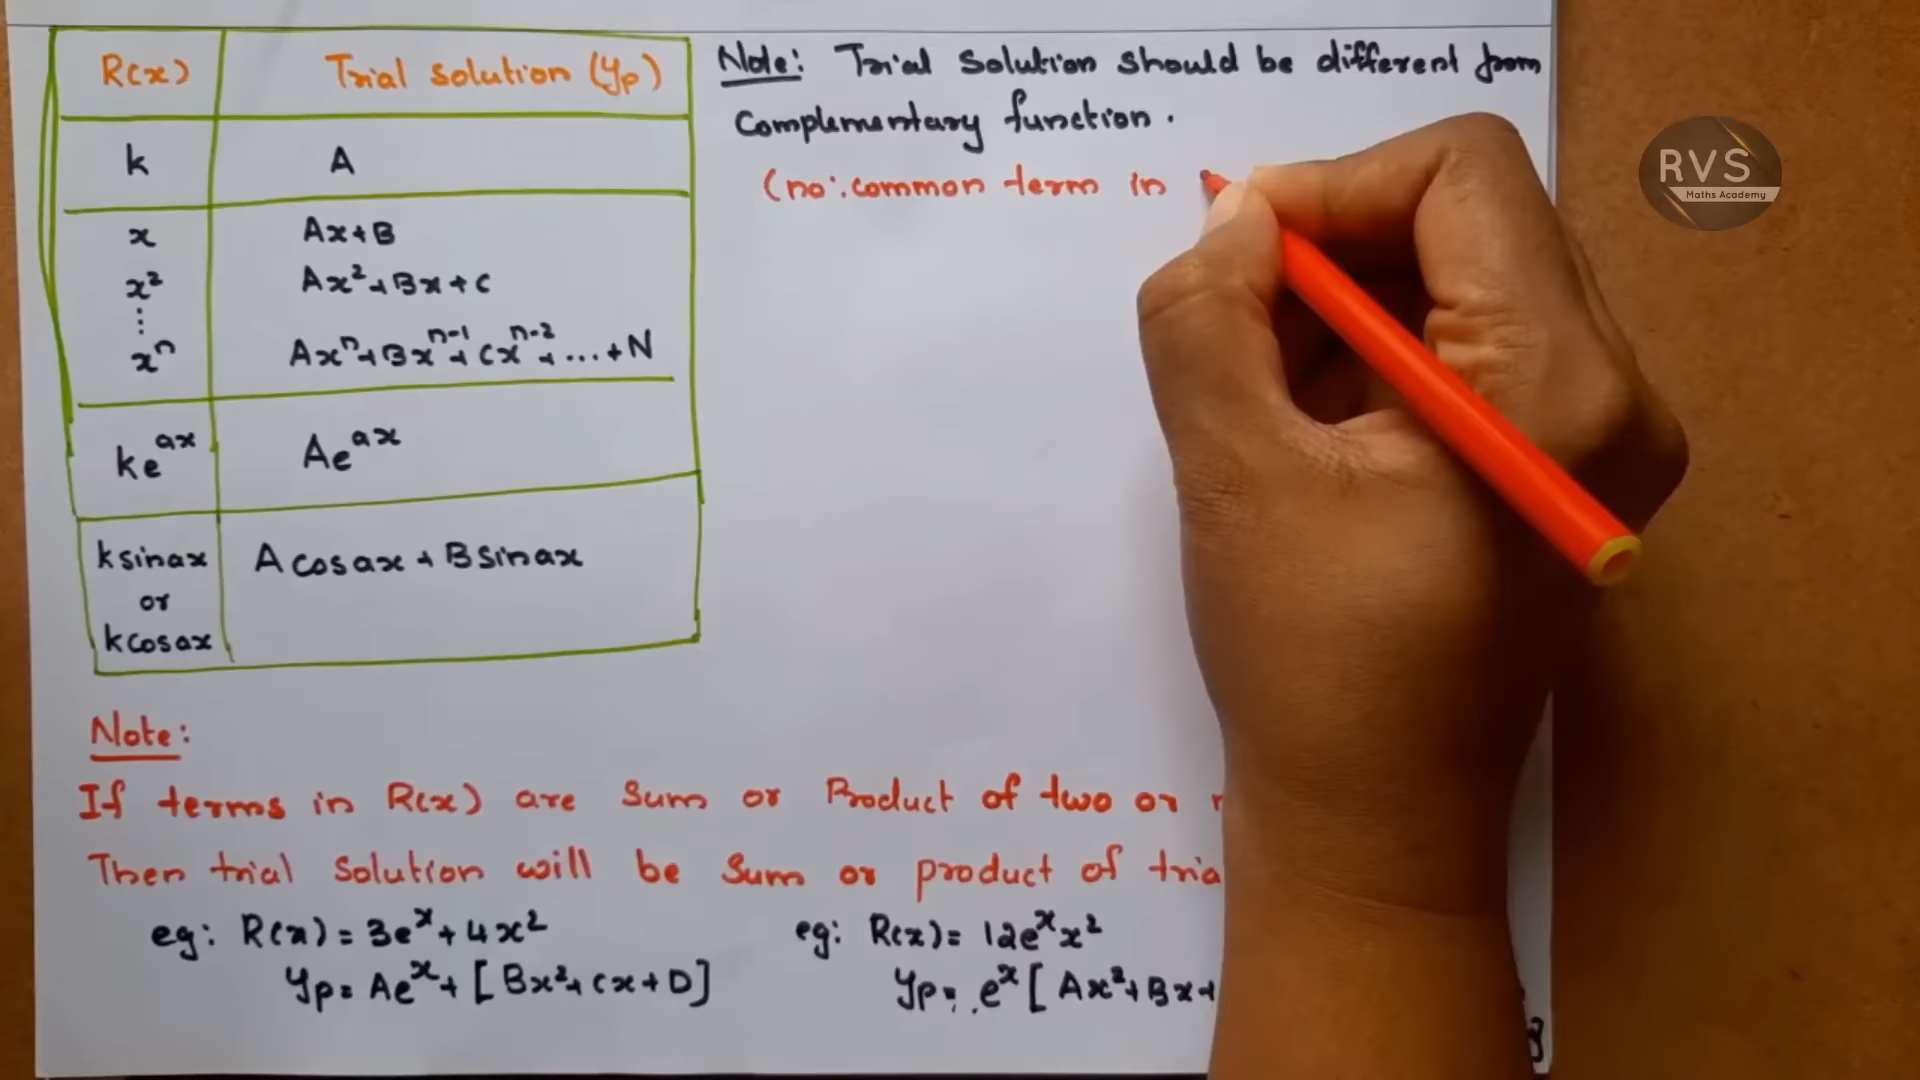 R(x) Trial solution (yp)
k A
x Ax+B
x² Ax²+Bx+C
⋮
xⁿ Axⁿ+Bxⁿ⁻¹+Cxⁿ⁻²+...+N
ke^ax Ae^ax
ksinax Acosax+Bsinax
or
kcosax
Note: Trial solution should be different from
Complementary function.
(no: common term in
RVS
Maths Academy
Note:
If terms in R(x) are Sum or Product of two or
Then trial solution will be sum or product of
eg: R(x)= 3e^x+4x²
yp= Ae^x+[Bx²+Cx+D]
eg: R(x)= 12e^x x²
yp= e^x[Ax²+Bx+